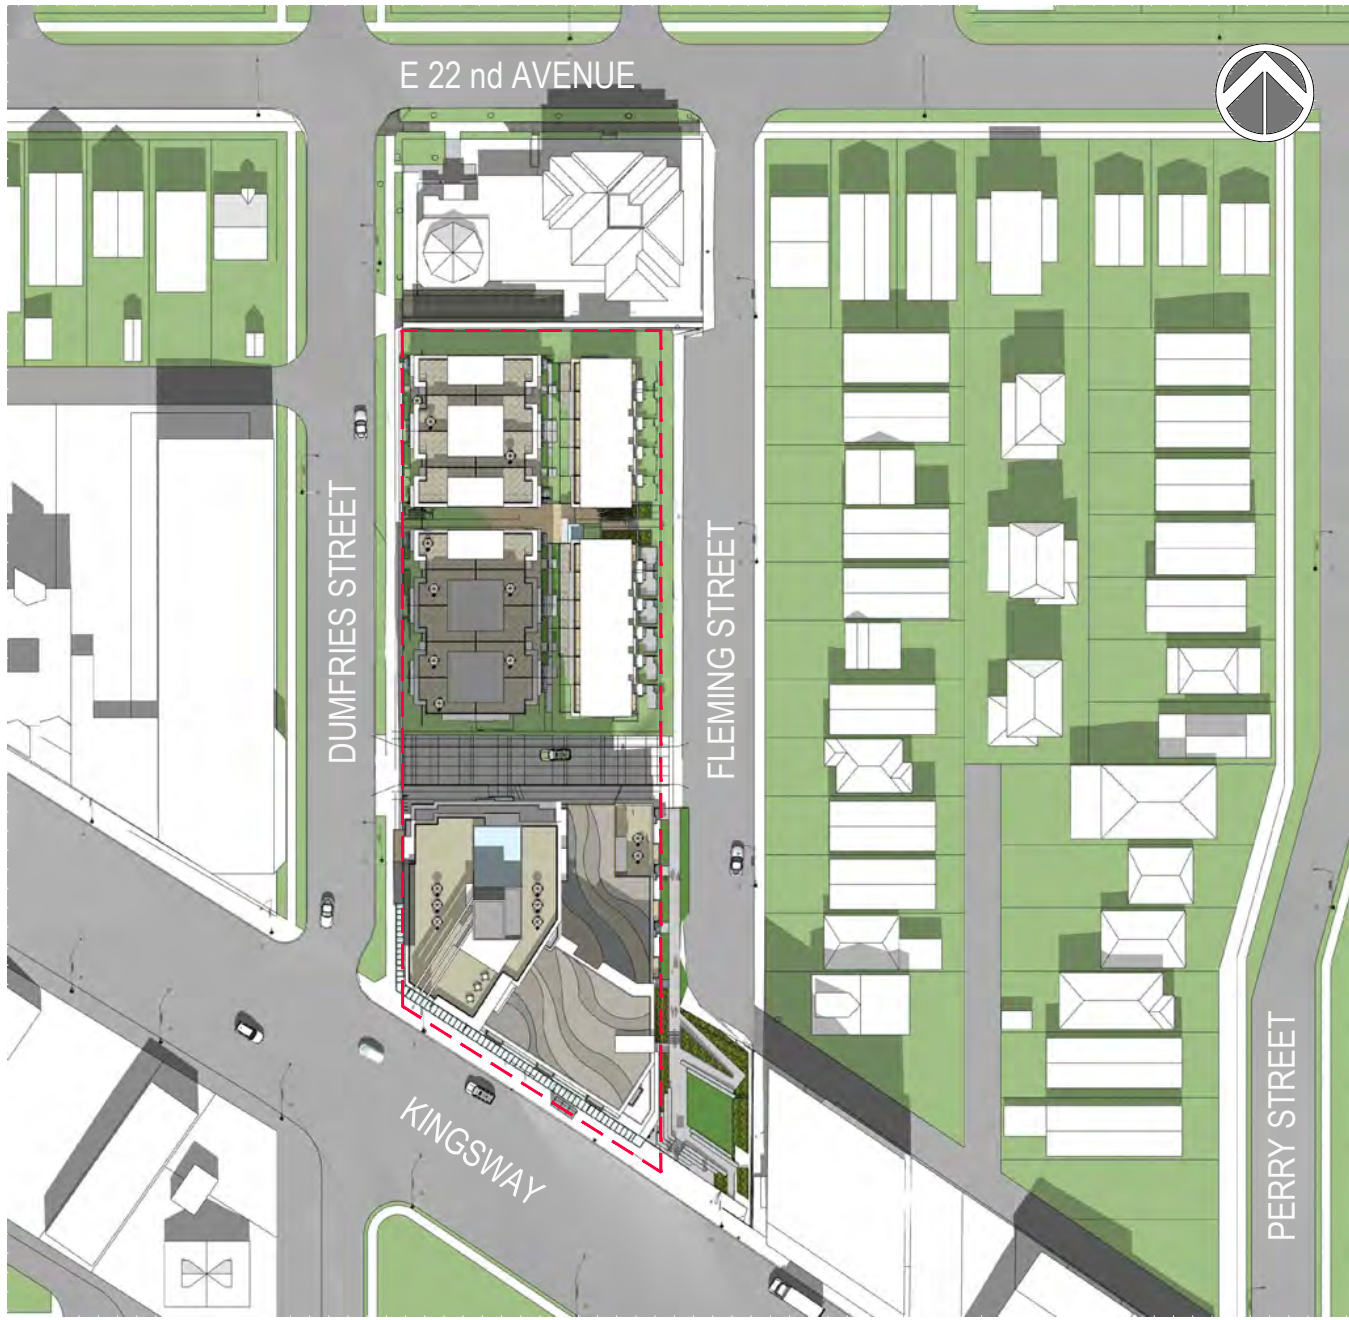 E 22 nd AVENUE
DUMFRIES STREET
FLEMING STREET
KINGSWAY
PERRY STREET